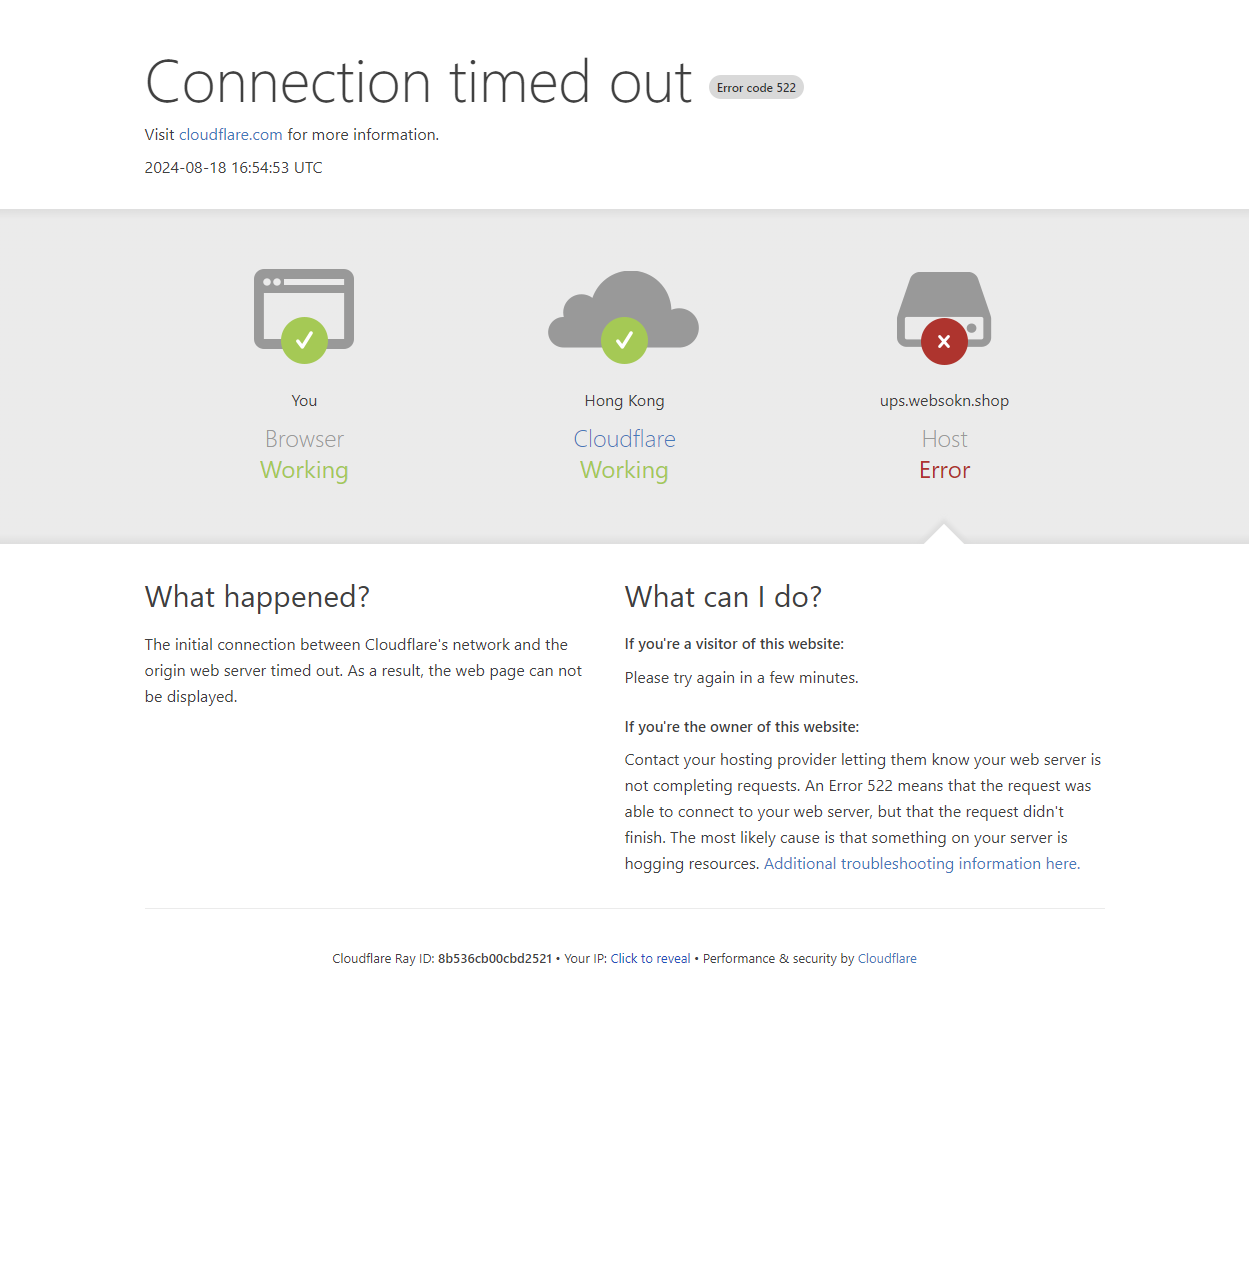 Connection timed out Error code 522
Visit cloudflare.com for more information.
2024-08-18 16:54:53 UTC
You
Browser
Working
Hong Kong
Cloudflare
Working
ups.websokn.shop
Host
Error
What happened?
The initial connection between Cloudflare's network and the
origin web server timed out. As a result, the web page can not
be displayed.
What can I do?
If you're a visitor of this website:
Please try again in a few minutes.
If you're the owner of this website:
Contact your hosting provider letting them know your web server is
not completing requests. An Error 522 means that the request was
able to connect to your web server, but that the request didn't
finish. The most likely cause is that something on your server is
hogging resources. Additional troubleshooting information here.
Cloudflare Ray ID: 8b536cb00cbd2521 • Your IP: Click to reveal • Performance & security by Cloudflare